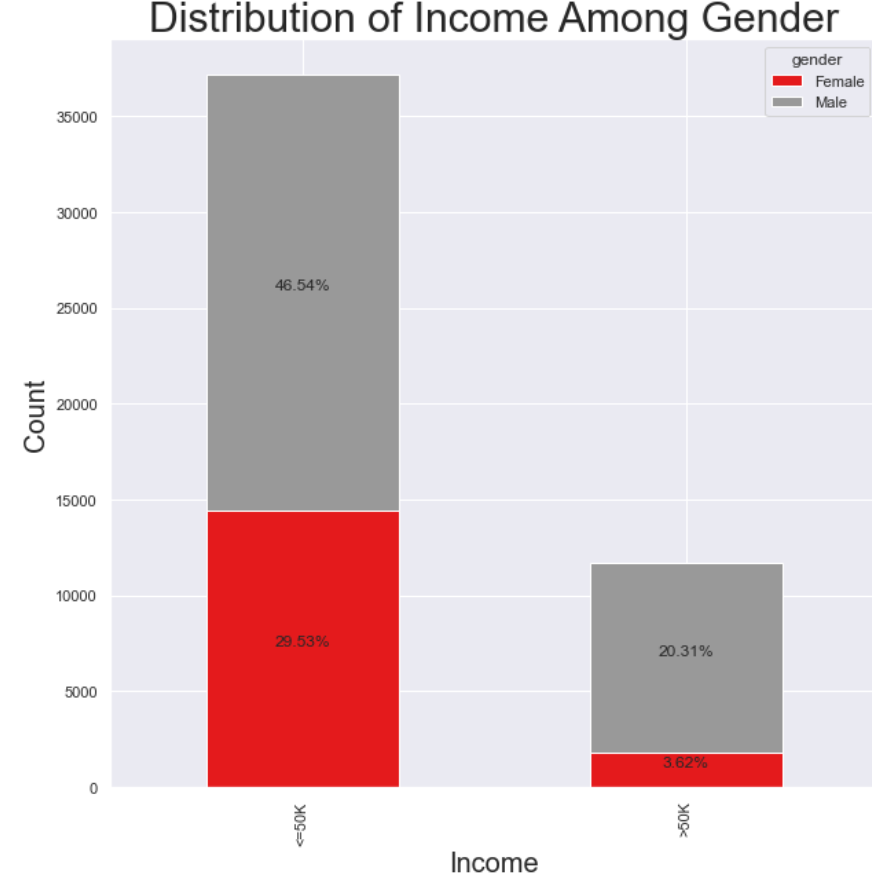 Distribution of Income Among Gender
gender
Female
Male
35000
30000
25000
20000
15000
10000
5000
0
Count
46.54%
29.53%
20.31%
3.62%
<=50K
>50K
Income